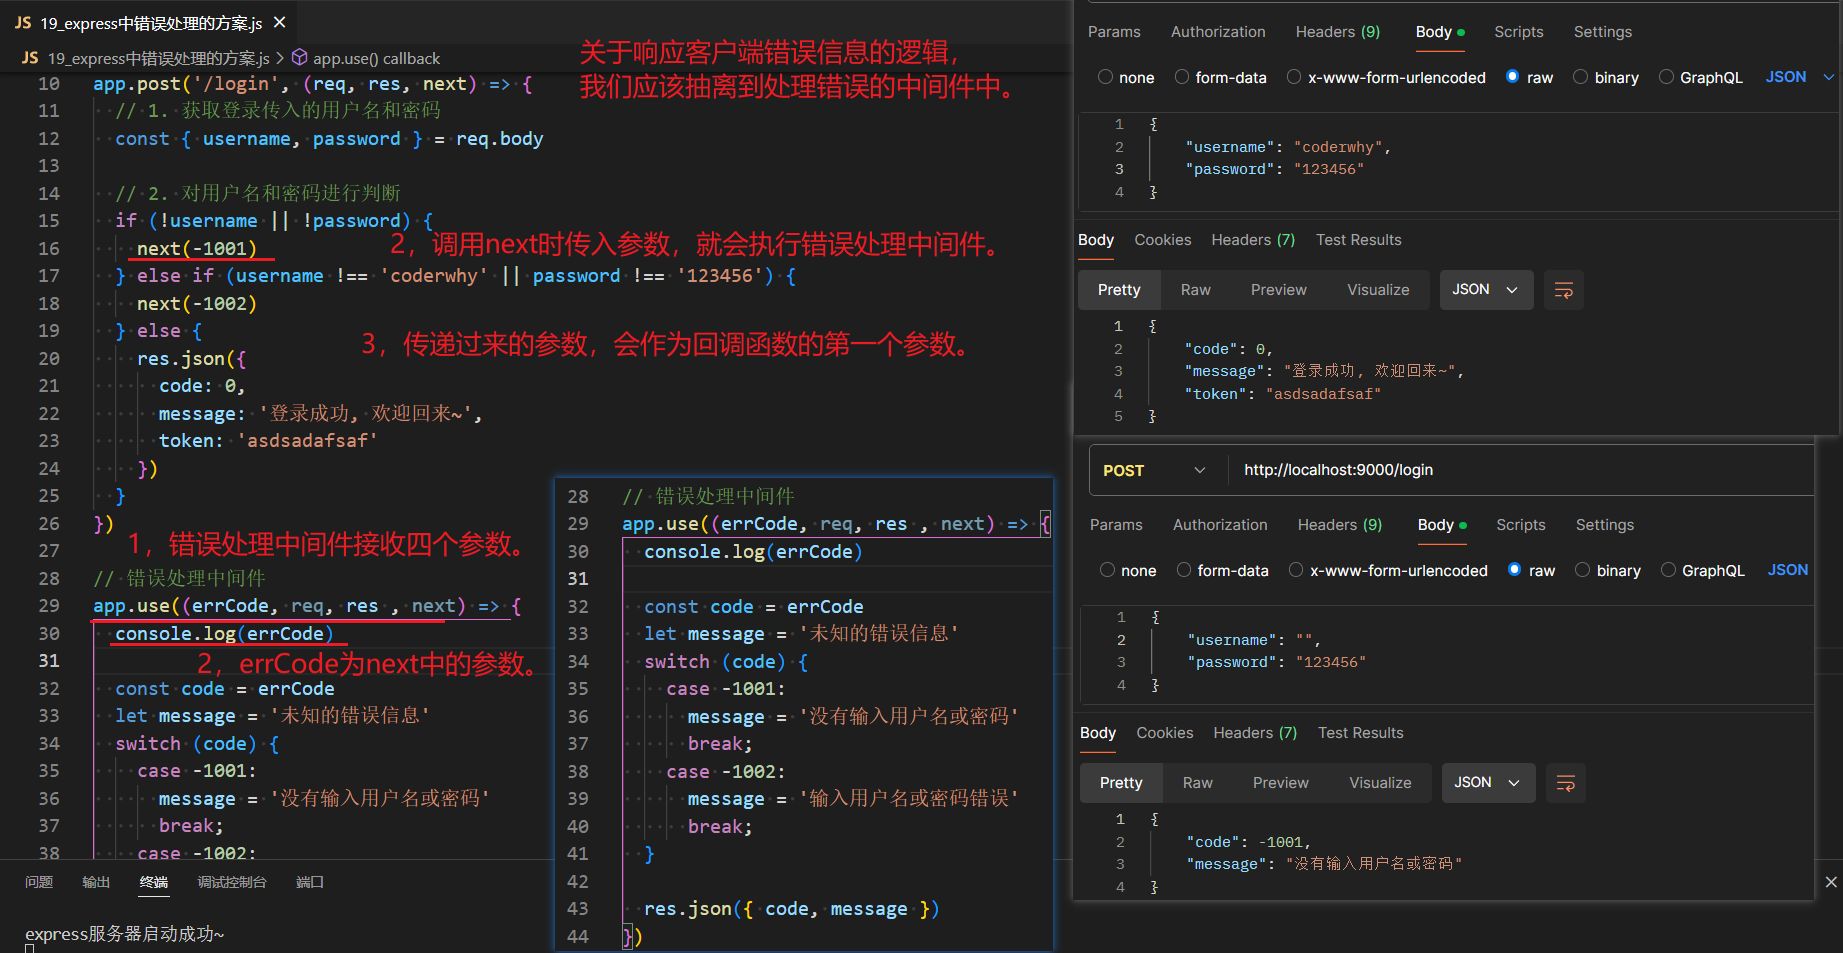 JS 19_express中错误处理的方案.js ×
JS 19_express中错误处理的方案.js > app.use() callback
关于响应客户端错误信息的逻辑，
我们应该抽离到处理错误的中间件中。
10 app.post('/login', (req, res, next) => {
11 // 1. 获取登录传入的用户名和密码
12 const { username, password } = req.body
13
14 // 2. 对用户名和密码进行判断
15 if (!username || !password) {
16 next(-1001)
2，调用next时传入参数，就会执行错误处理中间件。
17 } else if (username !== 'coderwhy' || password !== '123456') {
18 next(-1002)
19 } else {
3，传递过来的参数，会作为回调函数的第一个参数。
20 res.json({
21 code: 0,
22 message: '登录成功, 欢迎回来~',
23 token: 'asdsadafsaf'
24 })
25 }
26 })
1，错误处理中间件接收四个参数。
27
28 // 错误处理中间件
29 app.use((errCode, req, res , next) => {
30 console.log(errCode)
2，errCode为next中的参数。
31
32 const code = errCode
33 let message = '未知的错误信息'
34 switch (code) {
35 case -1001:
36 message = '没有输入用户名或密码'
37 break;
38 case -1002:
问题 输出 终端 调试控制台 端口
express服务器启动成功~
28 // 错误处理中间件
29 app.use((errCode, req, res , next) => {
30 console.log(errCode)
31
32 const code = errCode
33 let message = '未知的错误信息'
34 switch (code) {
35 case -1001:
36 message = '没有输入用户名或密码'
37 break;
38 case -1002:
39 message = '输入用户名或密码错误'
40 break;
41 }
42
43 res.json({ code, message })
44 })
Params Authorization Headers (9) Body Scripts Settings
none form-data x-www-form-urlencoded raw binary GraphQL JSON
1 {
2 "username": "coderwhy",
3 "password": "123456"
4 }
Body Cookies Headers (7) Test Results
Pretty Raw Preview Visualize JSON
1 {
2 "code": 0,
3 "message": "登录成功, 欢迎回来~",
4 "token": "asdsadafsaf"
5 }
POST http://localhost:9000/login
Params Authorization Headers (9) Body Scripts Settings
none form-data x-www-form-urlencoded raw binary GraphQL JSON
1 {
2 "username": "",
3 "password": "123456"
4 }
Body Cookies Headers (7) Test Results
Pretty Raw Preview Visualize JSON
1 {
2 "code": -1001,
3 "message": "没有输入用户名或密码"
4 }